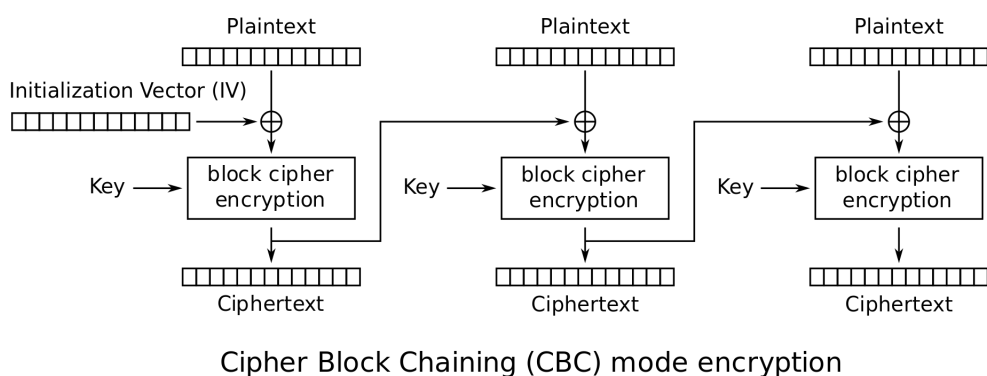 Plaintext
Plaintext
Plaintext
Initialization Vector (IV)
Key
block cipher
encryption
Key
block cipher
encryption
Key
block cipher
encryption
Ciphertext
Ciphertext
Ciphertext
Cipher Block Chaining (CBC) mode encryption